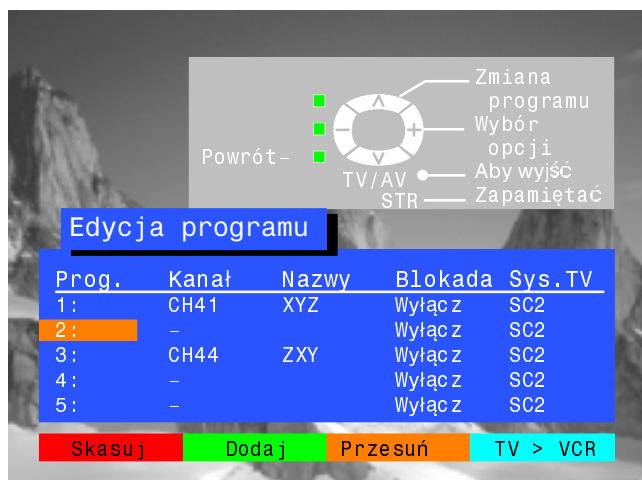 Zmiana
programu
Wybór
opcji
Powrót–
TV/AV Aby wyjść
STR Zapamiętać
Edycja programu
Prog. Kanał Nazwy Blokada Sys.TV
1: CH41 XYZ Wyłącz SC2
2: – Wyłącz SC2
3: CH44 ZXY Wyłącz SC2
4: – Wyłącz SC2
5: – Wyłącz SC2
Skasuj Dodaj Przesuń TV > VCR